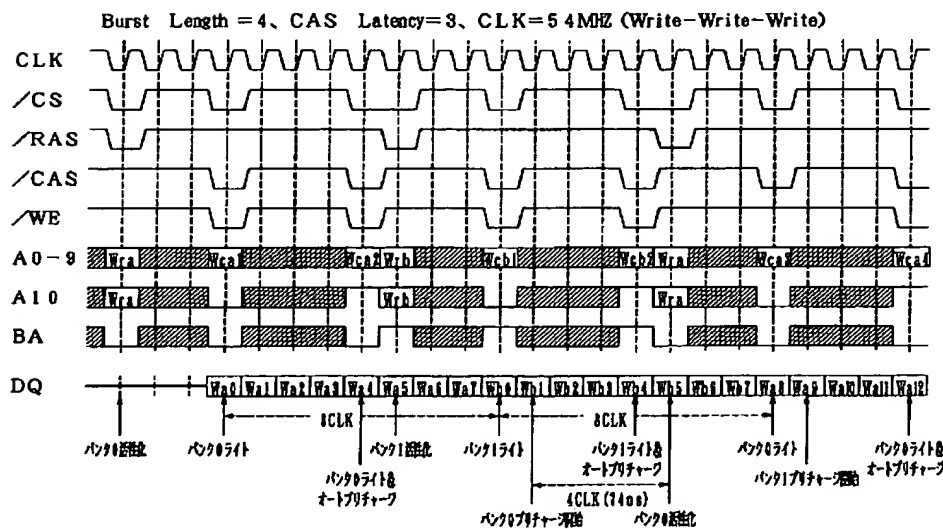 Burst Length=4、CAS Latency=3、CLK=54MHZ (Write-Write-Write)
CLK
/CS
/RAS
/CAS
/WE
A0-9 Wra Wca1 Wca2 Wrb Wcb1 Wcb2 Wra Wca3 Wca4
A10 Wra Wrb Wra
BA
DQ Wa0 Wa1 Wa2 Wa3 Wa4 Wa5 Wa6 Wa7 Wb0 Wb1 Wb2 Wb3 Wb4 Wb5 Wb6 Wb7 Wa8 Wa9 Wa10 Wa11 Wa12
8CLK 8CLK
バンク0活性化 バンク0ライト バンク1活性化 バンク1ライト バンク1ライト& バンク0ライト バンク0ライト&
オートプリチャージ オートプリチャージ
バンク0ライト& バンク1プリチャージ開始
オートプリチャージ
4CLK(74ns)
バンク0プリチャージ開始 バンク0活性化